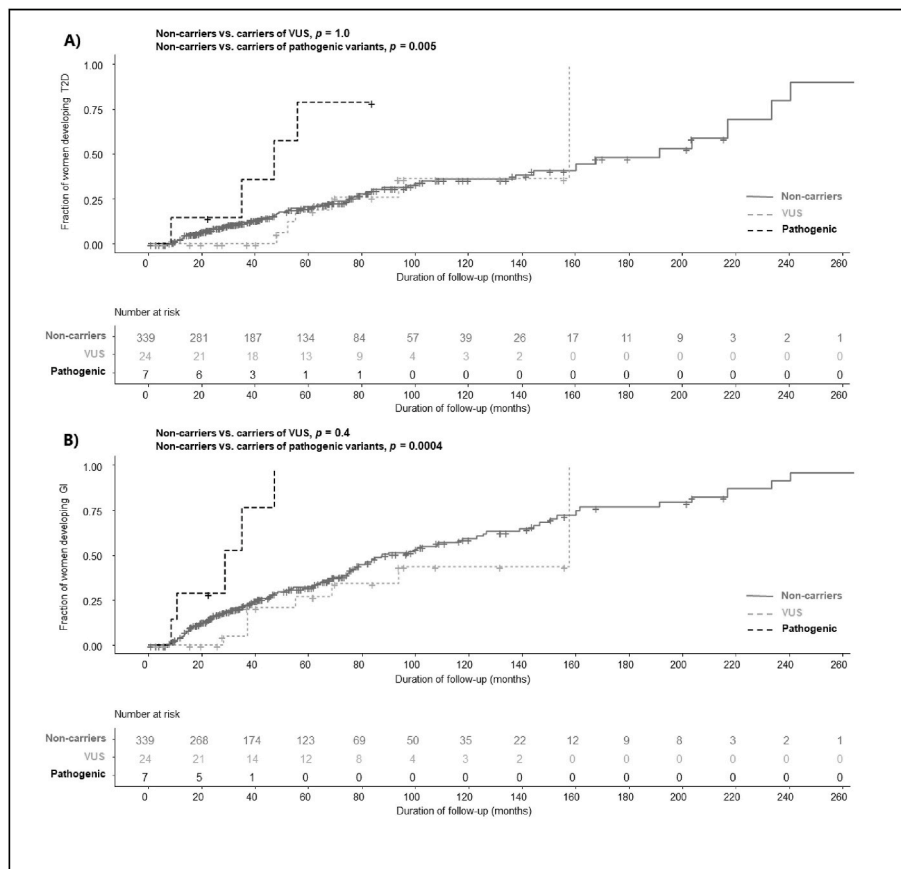 A)
Non-carriers vs. carriers of VUS, p = 1.0
Non-carriers vs. carriers of pathogenic variants, p = 0.005
Fraction of women developing T2D
1.00
0.75
0.50
0.25
0.00
Non-carriers
VUS
Pathogenic
0 20 40 60 80 100 120 140 160 180 200 220 240 260
Duration of follow-up (months)
Number at risk
Non-carriers 339 281 187 134 84 57 39 26 17 11 9 3 2 1
VUS 24 21 18 13 9 4 3 2 0 0 0 0 0 0
Pathogenic 7 6 3 1 1 0 0 0 0 0 0 0 0 0
0 20 40 60 80 100 120 140 160 180 200 220 240 260
Duration of follow-up (months)
B)
Non-carriers vs. carriers of VUS, p = 0.4
Non-carriers vs. carriers of pathogenic variants, p = 0.0004
Fraction of women developing GI
1.00
0.75
0.50
0.25
0.00
Non-carriers
VUS
Pathogenic
0 20 40 60 80 100 120 140 160 180 200 220 240 260
Duration of follow-up (months)
Number at risk
Non-carriers 339 268 174 123 69 50 35 22 12 9 8 3 2 1
VUS 24 21 14 12 8 4 3 2 0 0 0 0 0 0
Pathogenic 7 5 1 0 0 0 0 0 0 0 0 0 0 0
0 20 40 60 80 100 120 140 160 180 200 220 240 260
Duration of follow-up (months)